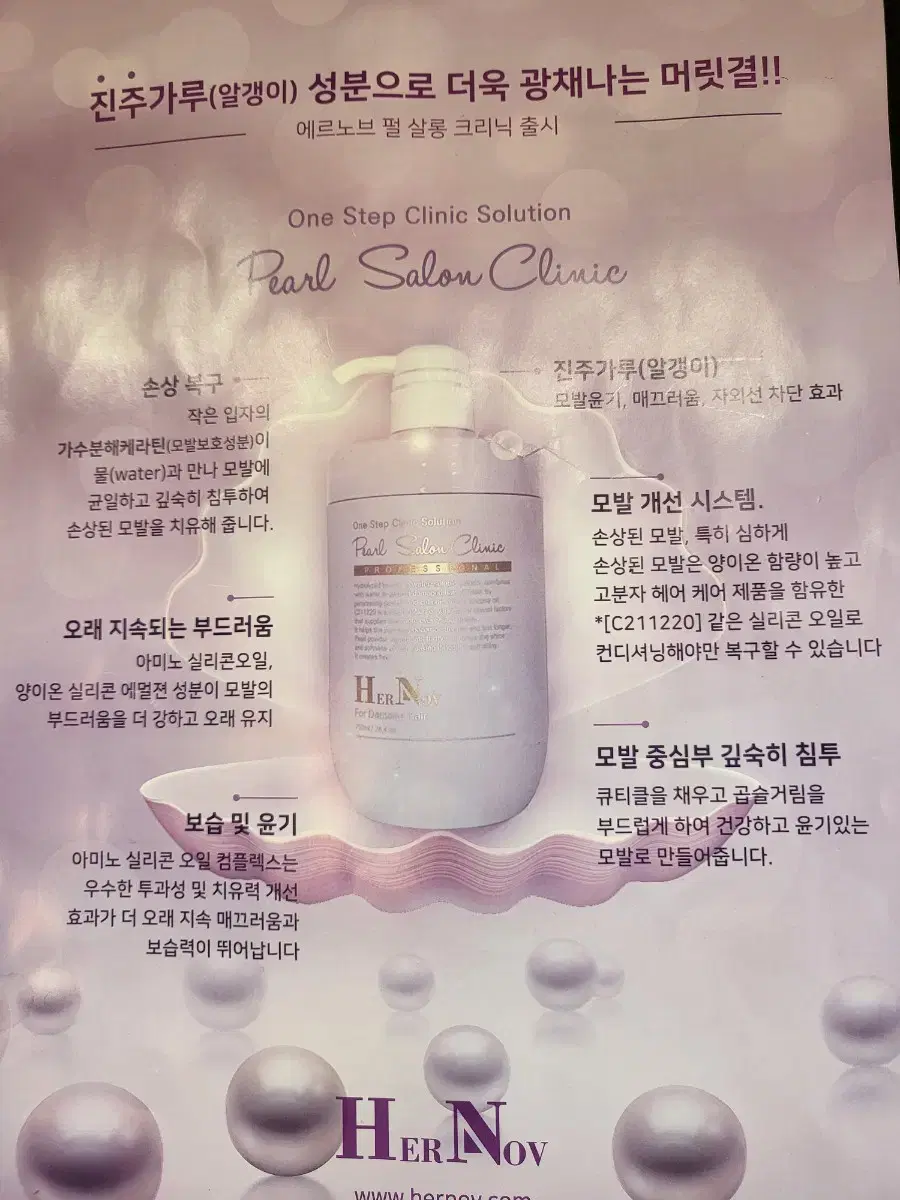 진주가루(알갱이) 성분으로 더욱 광채나는 머릿결!!
에르노브 펄 살롱 크리닉 출시
One Step Clinic Solution
Pearl Salon Clinic
손상 복구
작은 입자의
가수분해케라틴(모발보호성분)이
물(water)과 만나 모발에
균일하고 깊숙히 침투하여
손상된 모발을 치유해 줍니다.
오래 지속되는 부드러움
아미노 실리콘오일,
양이온 실리콘 에멀젼 성분이 모발의
부드러움을 더 강하고 오래 유지
보습 및 윤기
아미노 실리콘 오일 컴플렉스는
우수한 투과성 및 치유력 개선
효과가 더 오래 지속 매끄러움과
보습력이 뛰어납니다
진주가루(알갱이)
모발윤기, 매끄러움, 자외선 차단 효과
모발 개선 시스템.
손상된 모발, 특히 심하게
손상된 모발은 양이온 함량이 높고
고분자 헤어 케어 제품을 함유한
*[C211220] 같은 실리콘 오일로
컨디셔닝해야만 복구할 수 있습니다
모발 중심부 깊숙히 침투
큐티클을 채우고 곱슬거림을
부드럽게 하여 건강하고 윤기있는
모발로 만들어줍니다.
One Step Clinic Solution
Pearl Salon Clinic
PROFESSIONAL
HERNOV
HERNOV
www.hernov.com